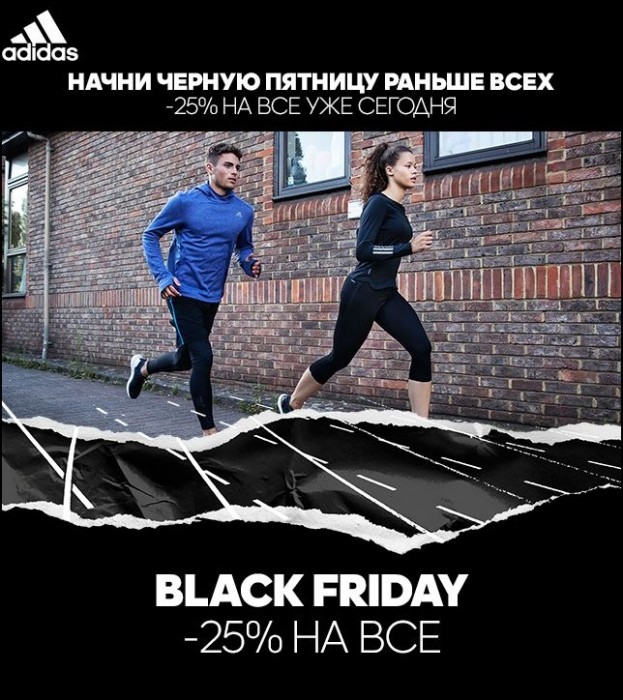 adidas
НАЧНИ ЧЕРНУЮ ПЯТНИЦУ РАНЬШЕ ВСЕХ
-25% НА ВСЕ УЖЕ СЕГОДНЯ
BLACK FRIDAY
-25% НА ВСЕ